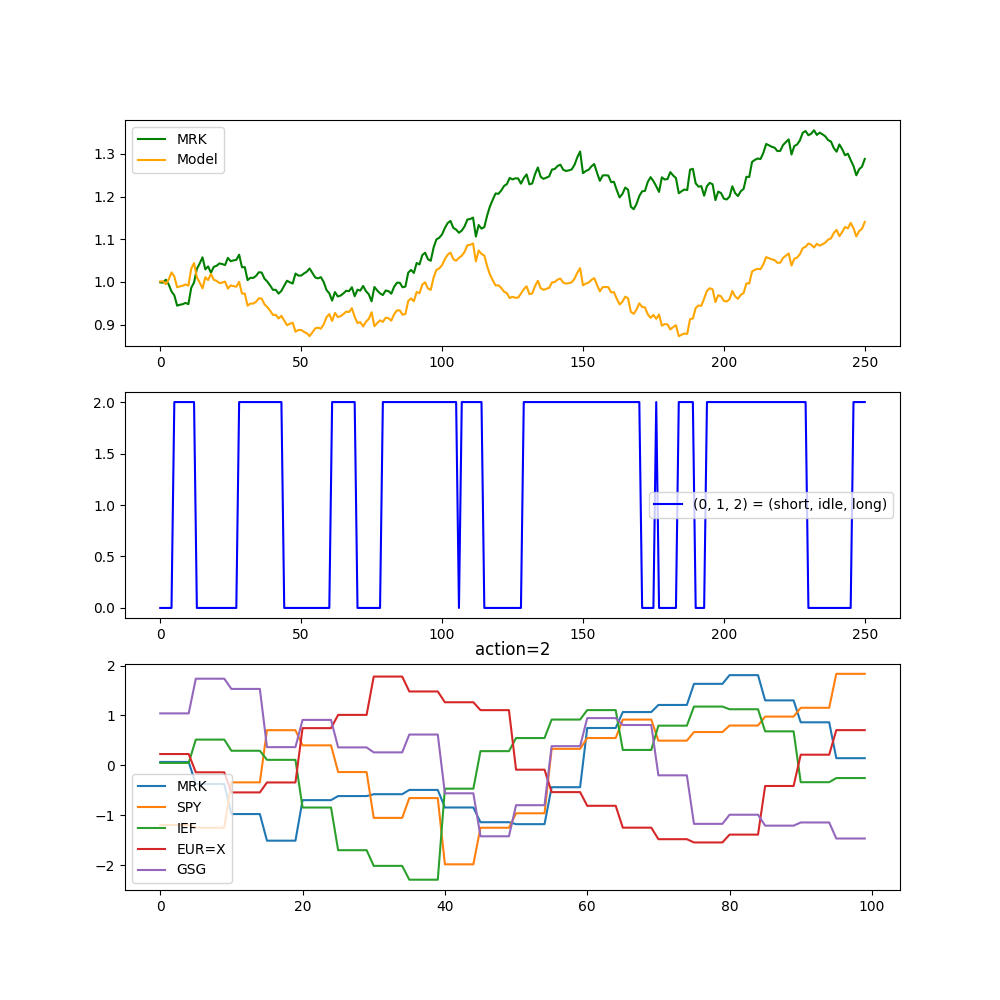 MRK
Model
1.3
1.2
1.1
1.0
0.9
0 50 100 150 200 250
2.0
1.5
1.0
0.5
0.0
(0, 1, 2) = (short, idle, long)
0 50 100 150 200 250
action=2
2
1
0
−1
−2
MRK
SPY
IEF
EUR=X
GSG
0 20 40 60 80 100